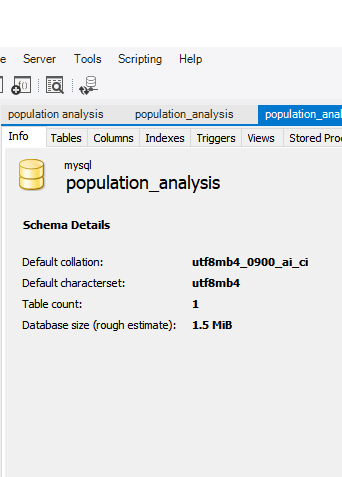 e Server Tools Scripting Help
population analysis population_analysis population_anal
Info Tables Columns Indexes Triggers Views Stored Pro
mysql
population_analysis
Schema Details
Default collation: utf8mb4_0900_ai_ci
Default characterset: utf8mb4
Table count: 1
Database size (rough estimate): 1.5 MiB